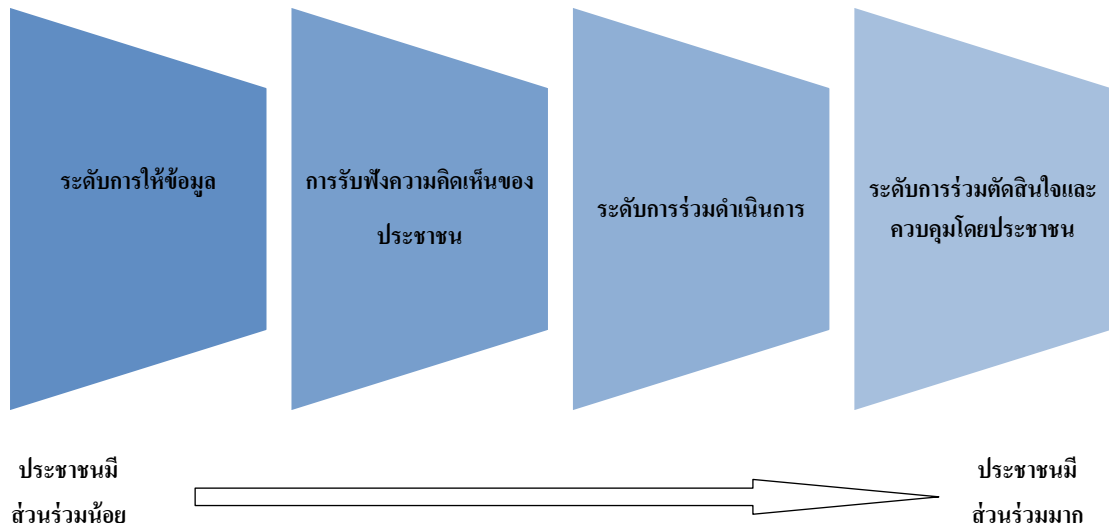 ระดับการให้ข้อมูล
การรับฟังความคิดเห็นของ
ประชาชน
ระดับการร่วมดำเนินการ
ระดับการร่วมตัดสินใจและ
ควบคุมโดยประชาชน
ประชาชนมี
ส่วนร่วมน้อย
ประชาชนมี
ส่วนร่วมมาก